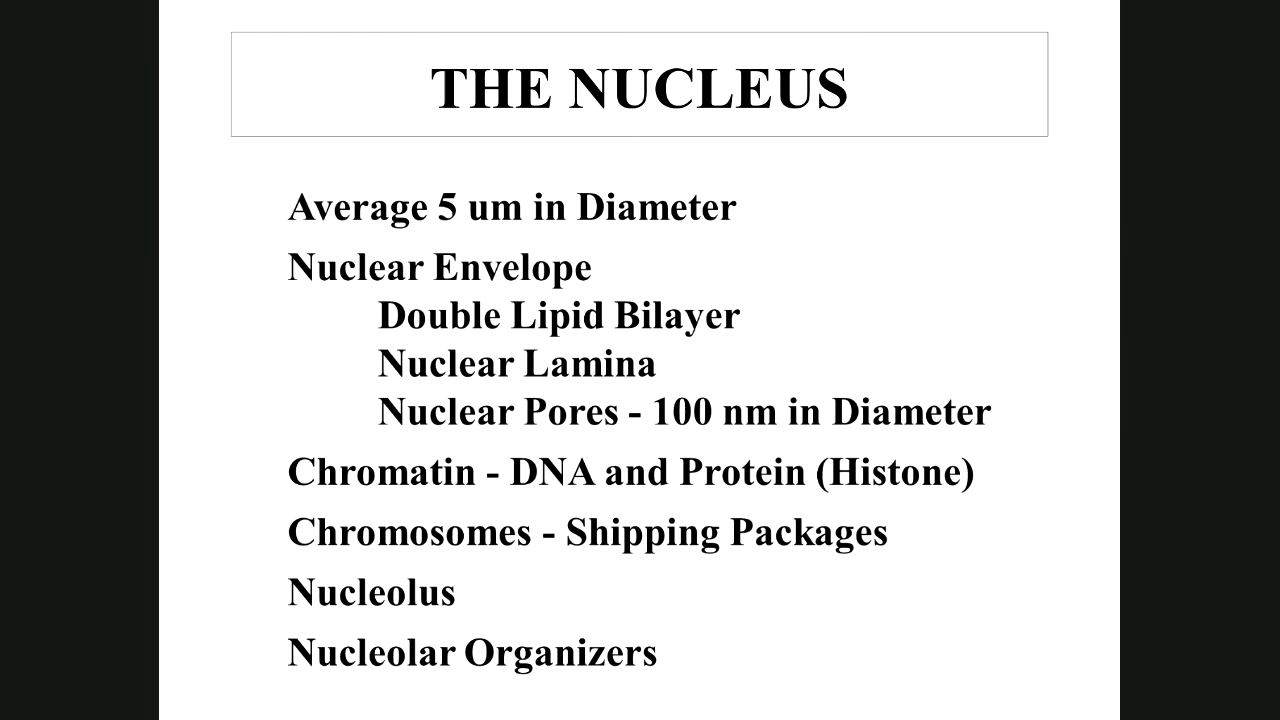 THE NUCLEUS
Average 5 um in Diameter
Nuclear Envelope
Double Lipid Bilayer
Nuclear Lamina
Nuclear Pores - 100 nm in Diameter
Chromatin - DNA and Protein (Histone)
Chromosomes - Shipping Packages
Nucleolus
Nucleolar Organizers